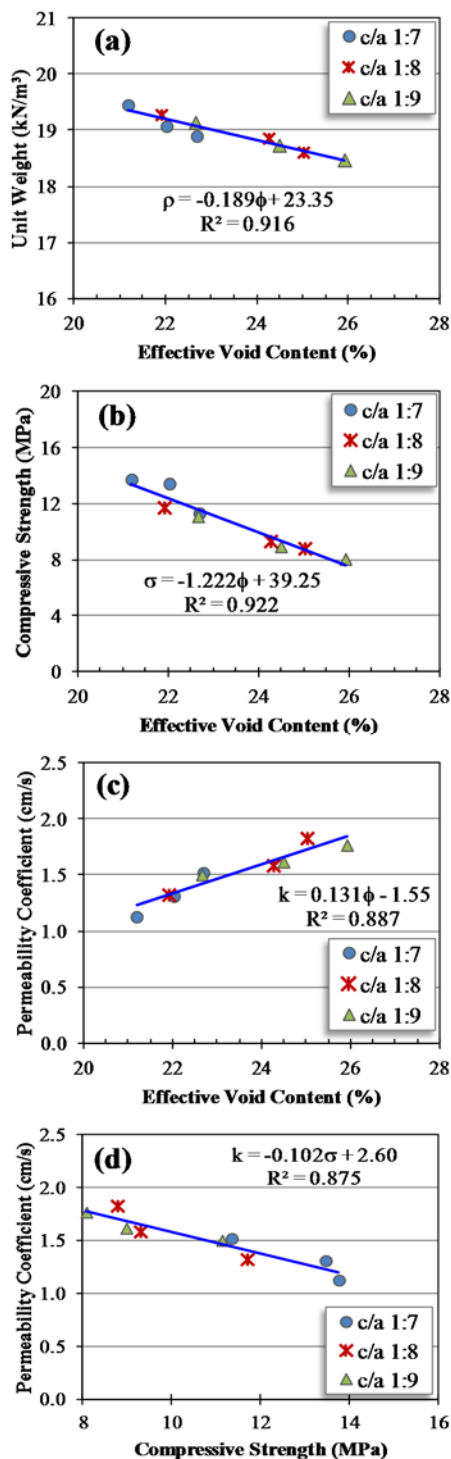 (a)
c/a 1:7
c/a 1:8
c/a 1:9
21
20
19
18
17
16
Unit Weight (kN/m³)
ρ = -0.189ϕ + 23.35
R² = 0.916
20 22 24 26 28
Effective Void Content (%)
(b)
c/a 1:7
c/a 1:8
c/a 1:9
20
16
12
8
4
0
Compressive Strength (MPa)
σ = -1.222ϕ + 39.25
R² = 0.922
20 22 24 26 28
Effective Void Content (%)
(c)
2.5
2.0
1.5
1.0
0.5
0.0
Permeability Coefficient (cm/s)
k = 0.131ϕ - 1.55
R² = 0.887
c/a 1:7
c/a 1:8
c/a 1:9
20 22 24 26 28
Effective Void Content (%)
(d)
k = -0.102σ + 2.60
R² = 0.875
2.5
2.0
1.5
1.0
0.5
0.0
Permeability Coefficient (cm/s)
c/a 1:7
c/a 1:8
c/a 1:9
8 10 12 14 16
Compressive Strength (MPa)